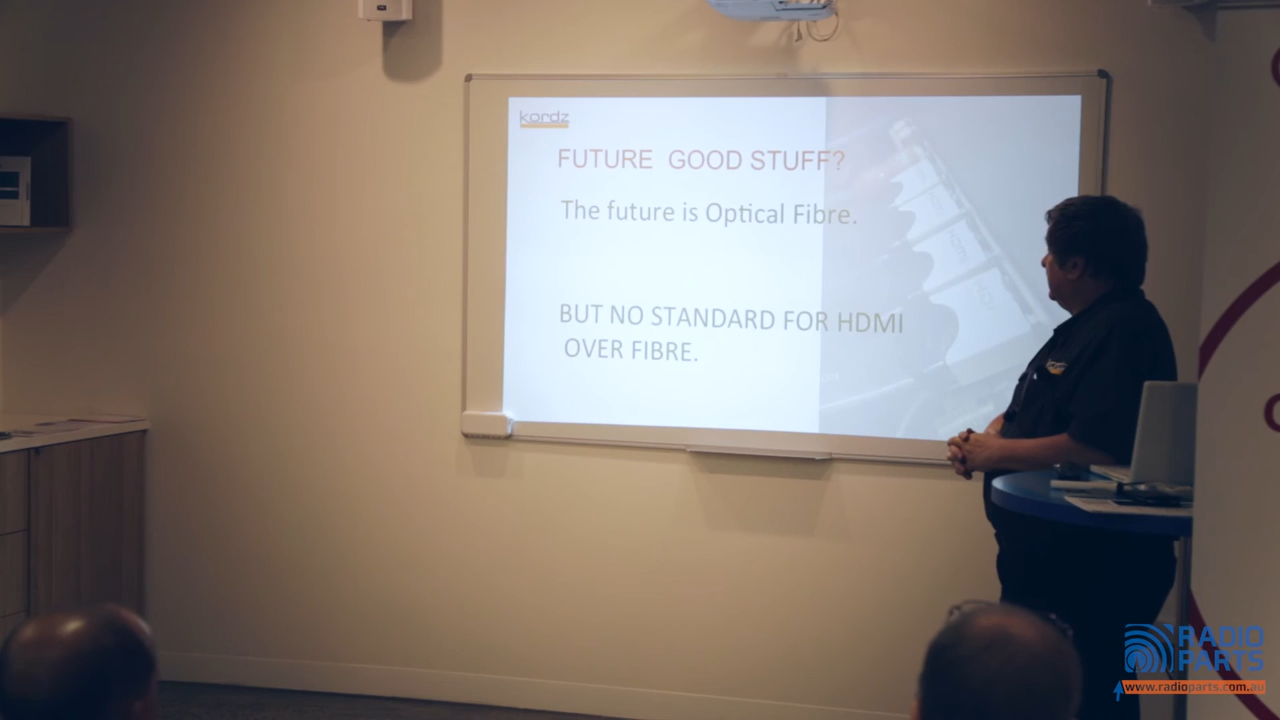 kordz
FUTURE GOOD STUFF?
The future is Optical Fibre.
BUT NO STANDARD FOR HDMI
OVER FIBRE.
RADIO
PARTS
www.radioparts.com.au